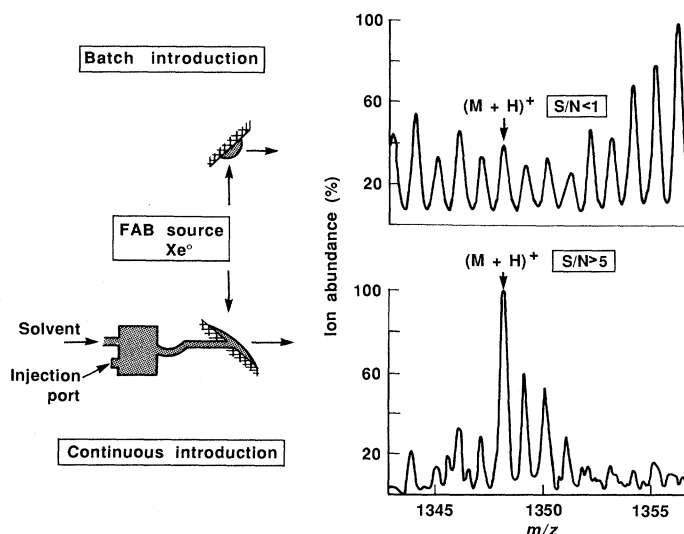 Batch introduction
FAB source
Xe°
Solvent
Injection
port
Continuous introduction
Ion abundance (%)
100
60
20
(M + H)+ S/N<1
(M + H)+ S/N>5
100
60
20
1345 1350 1355
m/z